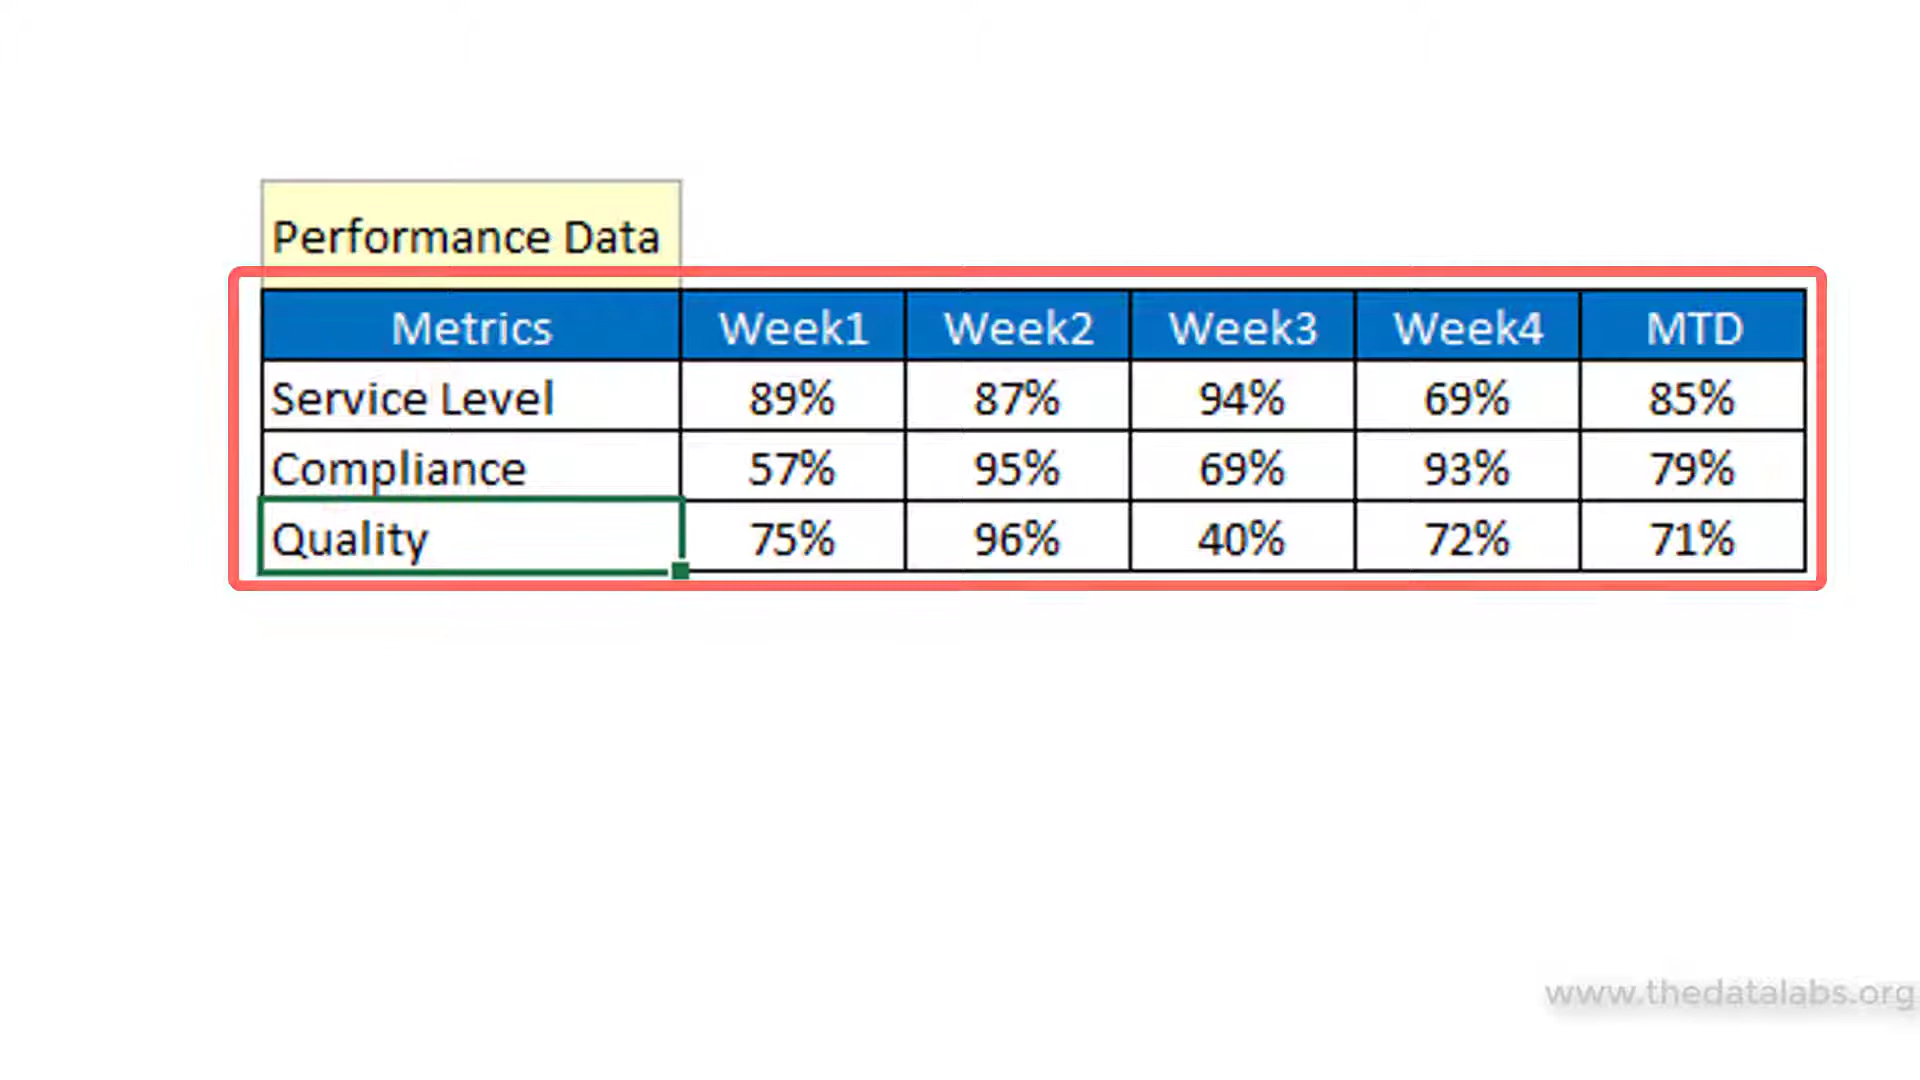 Performance Data
Metrics Week1 Week2 Week3 Week4 MTD
Service Level 89% 87% 94% 69% 85%
Compliance 57% 95% 69% 93% 79%
Quality 75% 96% 40% 72% 71%
www.thedatalabs.org